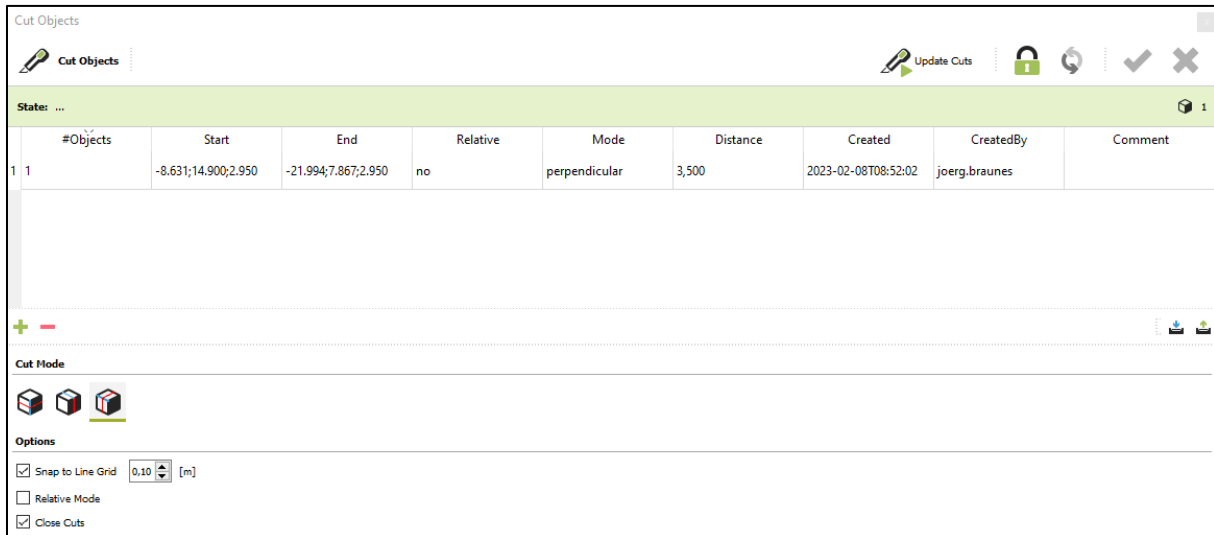 Cut Objects
Cut Objects Update Cuts
State: ... 1
#Objects Start End Relative Mode Distance Created CreatedBy Comment
1 1 -8.631;14.900;2.950 -21.994;7.867;2.950 no perpendicular 3,500 2023-02-08T08:52:02 joerg.braunes
Cut Mode
Options
Snap to Line Grid 0,10 [m]
Relative Mode
Close Cuts